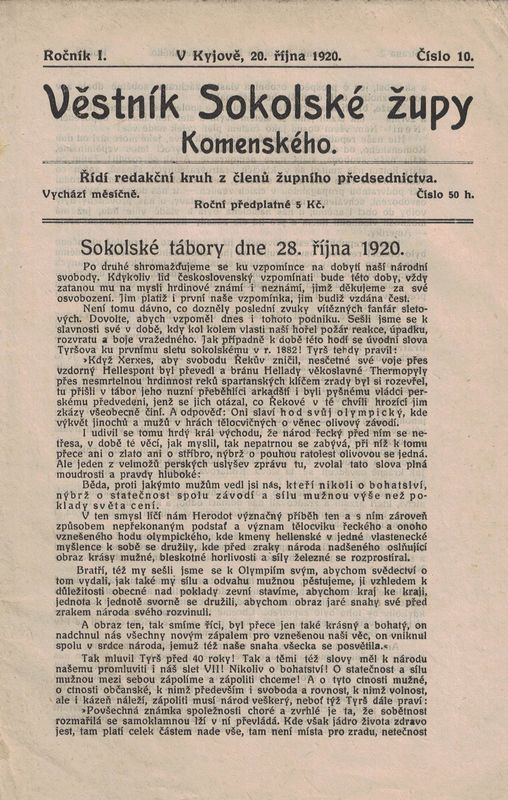 Ročník I. V Kyjově, 20. října 1920. Číslo 10.
Věstník Sokolské župy
Komenského.
Řídí redakční kruh z členů župního předsednictva.
Vychází měsíčně. Číslo 50 h.
Roční předplatné 5 Kč.
Sokolské tábory dne 28. října 1920.
Po druhé shromažďujeme se ku vzpomínce na dobytí naší národní
svobody. Kdykoliv lid československý vzpomínati bude této doby, vždy
zatanou mu na mysli hrdinové známí i neznámí, jimž děkujeme za své
osvobození. Jim platiž i první naše vzpomínka, jim budiž vzdána čest.
Není tomu dávno, co dozněly poslední zvuky vítězných fanfár sleto-
vých. Dovolte, abych vzpoměl dnes i tohoto podniku. Sešli jsme se k
slavnosti své v době, kdy kol kolem vlasti naší hořel požár reakce, úpadku,
rozvratu a boje vražedného. Jak případně k době této hodí se úvodní slova
Tyršova ku prvnímu sletu sokolskému v r. 1882! Tyrš tehdy pravil:
»Když Xerxes, aby svobodu Řeků zničil, nesčetné své voje přes
vzdorný Hellespont byl převedl a bránu Hellady věkoslavné Thermopyly
přes nesmrtelnou hrdinnost reků spartanských klíčem zrady byl si rozevřel,
tu přišli v tábor jeho nuzní přeběhlíci arkadští i byli pyšnému vládci per-
skému předvedeni, jenž se jich otázal, co Řekové v té chvíli hrozící jim
zkázy všeobecně činí. A odpověď: Oni slaví hod svůj olympický, kde
výkvět jinochů a mužů v hrách tělocvičných o věnec olivový závodí.
I udivil se tomu hrdý král východu, že národ řecký před ním se ne-
třesa, v době té věcí, jak myslil, tak nepatrnou se zabývá, při níž k tomu
přece ani o zlato ani o stříbro, nýbrž o pouhou ratolest olivovou se jedná.
Ale jeden z velmožů perských uslyšev zprávu tu, zvolal tato slova plná
moudrosti a pravdy hluboké:
Běda, proti jakýmto mužům vedl jsi nás, kteří nikoli o bohatsví,
nýbrž o statečnost spolu závodí a sílu mužnou výše než po-
klady světa cení.
V ten smysl líčí nám Herodot význačný příběh ten a s ním zároveň
způsobem nepřekonaným podstať a význam tělocviku řeckého a onoho
vznešeného hodu olympického, kde kmeny hellenské v jedné vlastenecké
myšlence k sobě se družily, kde před zraky národa nadšeného oslňující
obraz krásy mužné, bleskotné horlivosti a síly železné se rozprostíral.
Bratří, též my sešli jsme se k Olympiím svým, abychom svědectví o
tom vydali, jak také my sílu a odvahu mužnou pěstujeme, ji vzhledem k
důležitosti obecné nad poklady zevní stavíme, abychom kraj ke kraji,
jednota k jednotě svorně se družili, abychom obraz jaré snahy své před
zrakem národa svého rozvinuli.
A obraz ten, tak smíme říci, byl přece jen také krásný a bohatý, on
nadchnul nás všechny novým zápalem pro vznešenou naši věc, on vniknul
spolu v srdce národa, jemuž též naše snaha všecka se posvětila.«
Tak mluvil Tyrš před 40 roky! Tak a těmi též slovy měl k národu
našemu promluviti i náš slet VII! Nikoliv o bohatství! O statečnost a sílu
mužnou mezi sebou zápolíme a zápoliti chceme! A o tyto ctnosti mužné,
o ctnosti občanské, k nimž především i svoboda a rovnost, k nimž volnost,
ale i kázeň náleží, zápoliti musí národ veškerý, neboť týž Tyrš dále praví:
»Povšechná známka společnosti choré a zvrhlé je ta, že sobětnost
rozmařilá se samoklamnou lží v ní převládá. Kde však jádro života zdravo
jest, tam platí celek částem nade vše, tam není místa pro zradu, netečnost